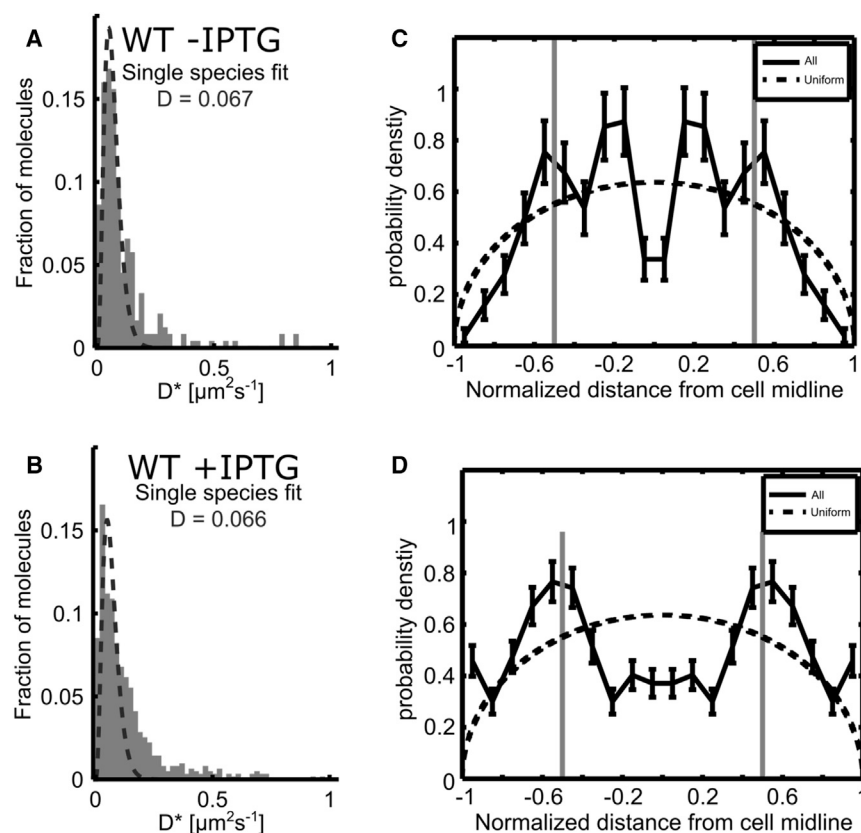 A
WT -IPTG
Single species fit
D = 0.067
Fraction of molecules
0.15
0.1
0.05
0
0
0.5
1
D* [µm²s⁻¹]
C
All
Uniform
probability denstiy
1
0.8
0.6
0.4
0.2
0
-1
-0.6
-0.2
0.2
0.6
1
Normalized distance from cell midline
B
WT +IPTG
Single species fit
D = 0.066
Fraction of molecules
0.15
0.1
0.05
0
0
0.5
1
D* [µm²s⁻¹]
D
All
Uniform
probability denstiy
1
0.8
0.6
0.4
0.2
0
-1
-0.6
-0.2
0.2
0.6
1
Normalized distance from cell midline